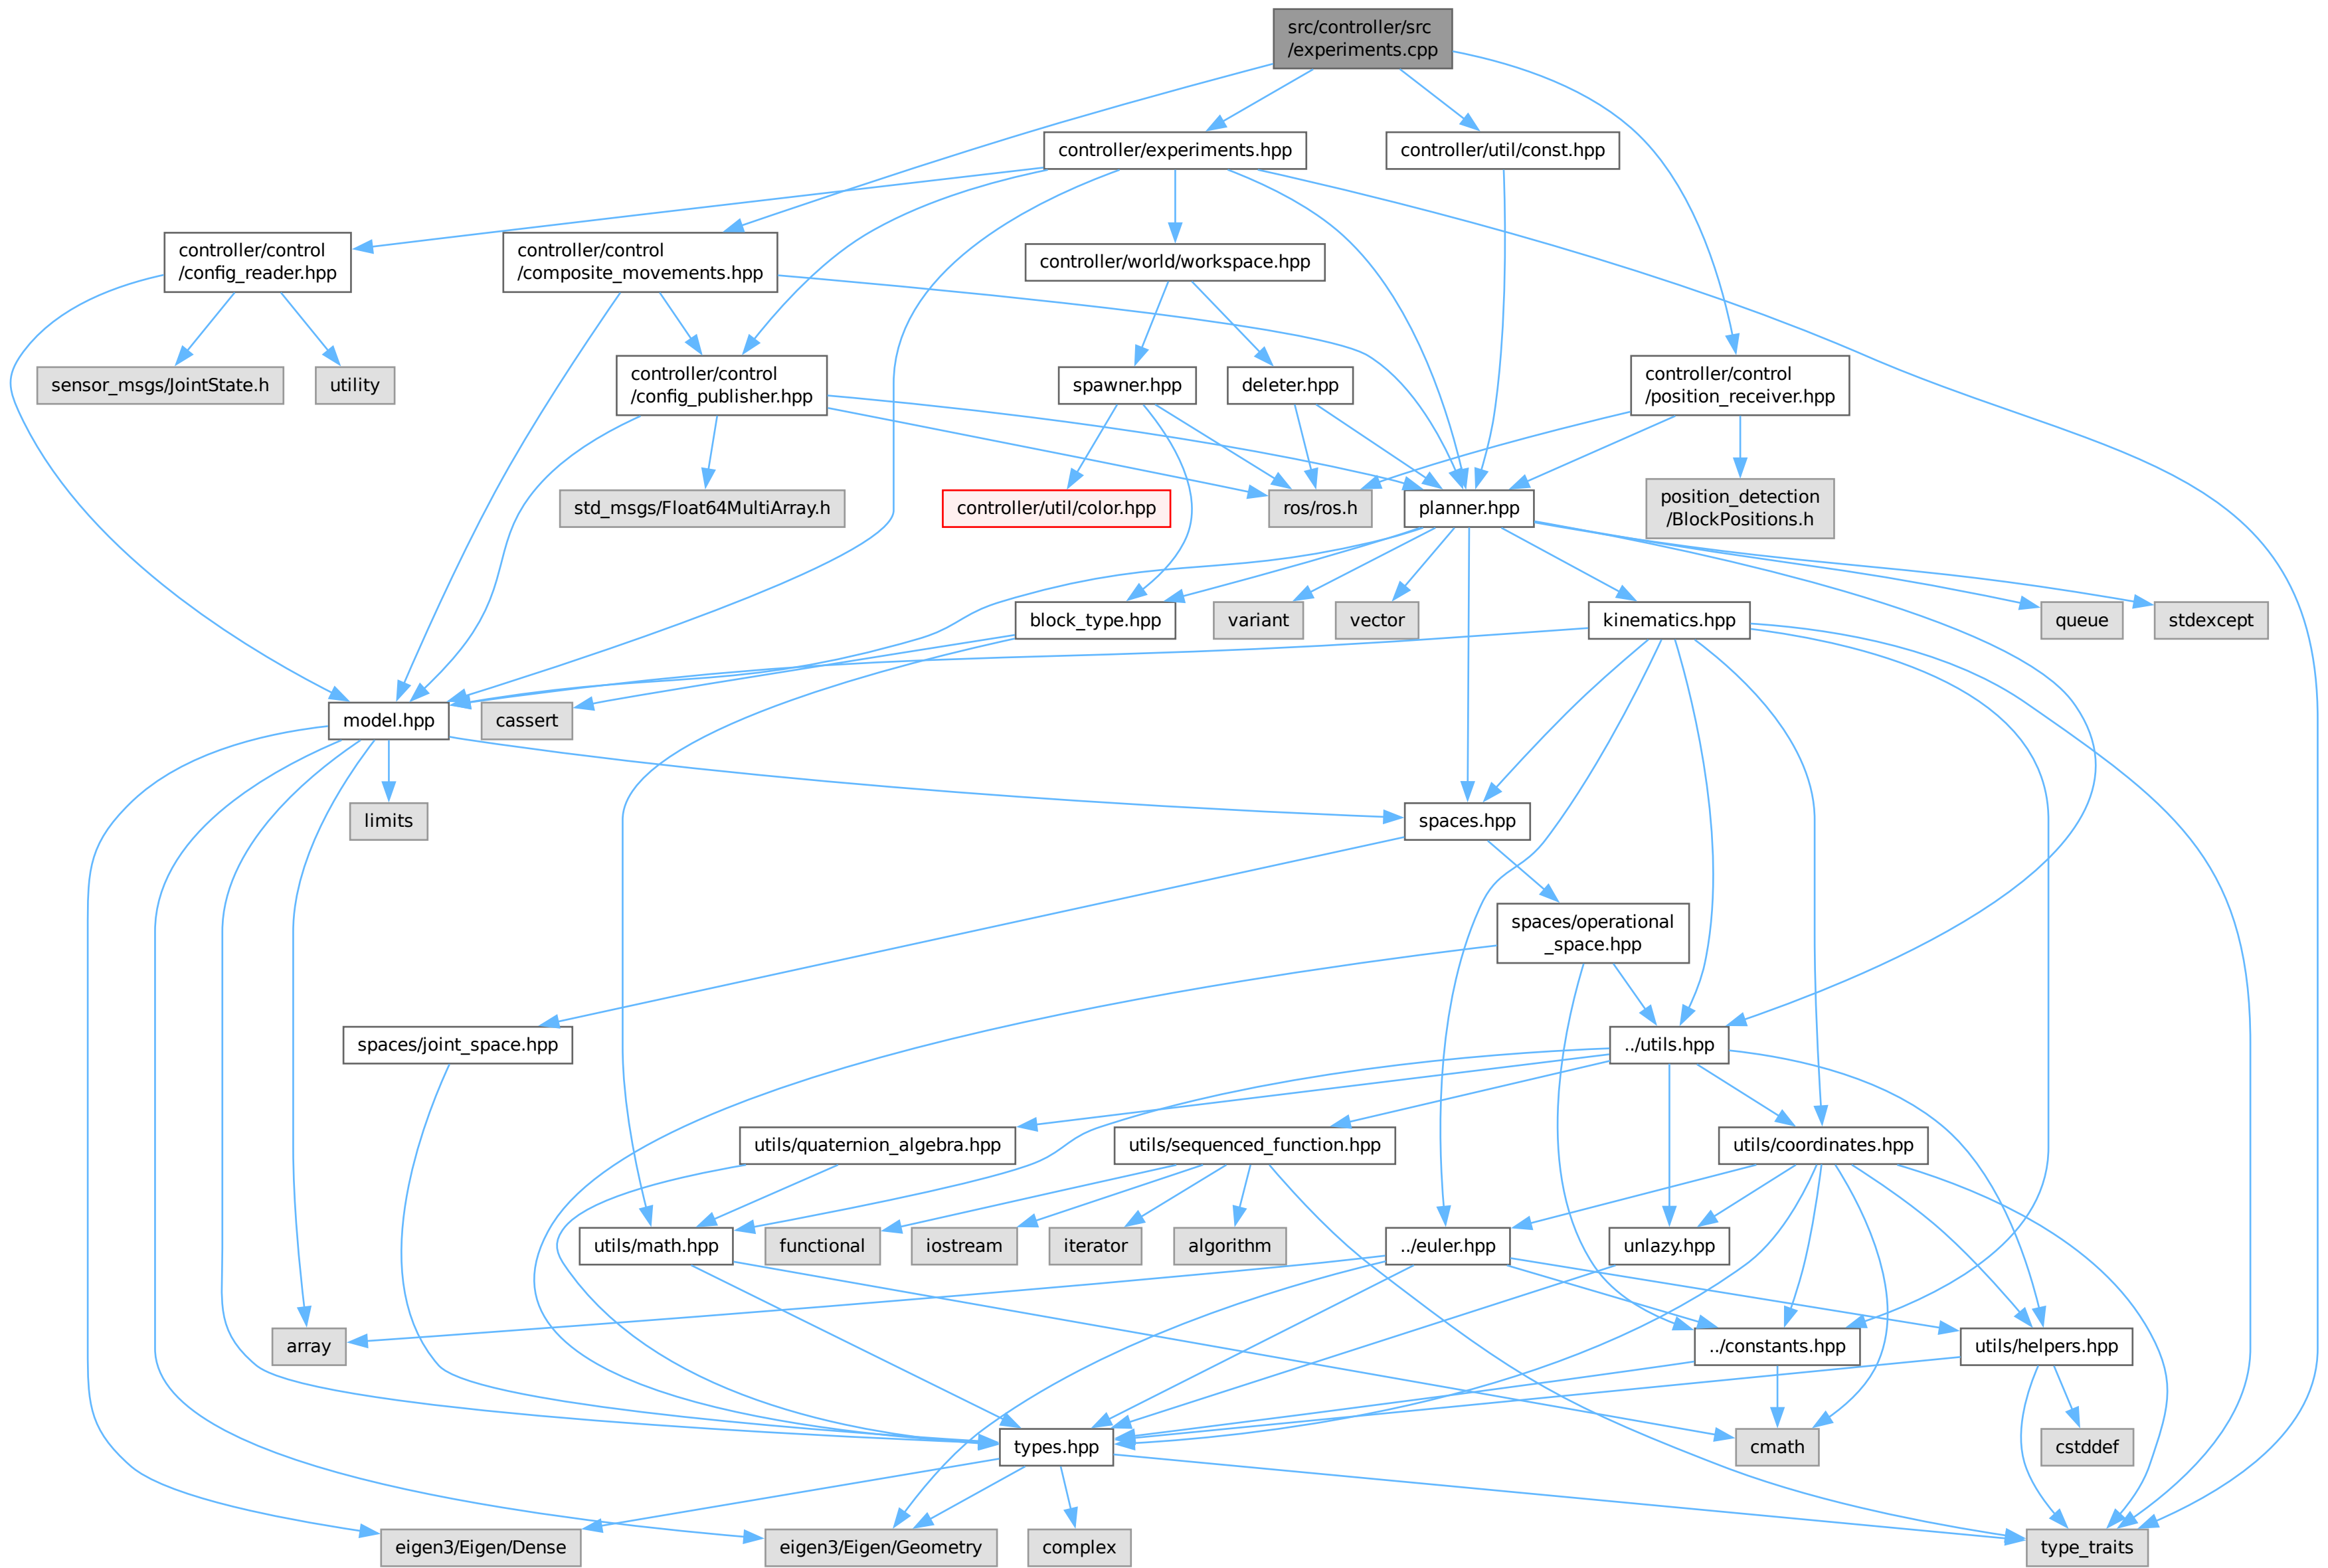 src/controller/src
/experiments.cpp
controller/experiments.hpp
controller/util/const.hpp
controller/control
/config_reader.hpp
controller/control
/composite_movements.hpp
controller/world/workspace.hpp
sensor_msgs/JointState.h
utility
controller/control
/config_publisher.hpp
spawner.hpp
deleter.hpp
controller/control
/position_receiver.hpp
std_msgs/Float64MultiArray.h
controller/util/color.hpp
ros/ros.h
planner.hpp
position_detection
/BlockPositions.h
block_type.hpp
variant
vector
kinematics.hpp
queue
stdexcept
model.hpp
cassert
limits
spaces.hpp
spaces/operational
_space.hpp
spaces/joint_space.hpp
../utils.hpp
utils/quaternion_algebra.hpp
utils/sequenced_function.hpp
utils/coordinates.hpp
utils/math.hpp
functional
iostream
iterator
algorithm
../euler.hpp
unlazy.hpp
array
../constants.hpp
utils/helpers.hpp
types.hpp
cmath
cstddef
eigen3/Eigen/Dense
eigen3/Eigen/Geometry
complex
type_traits